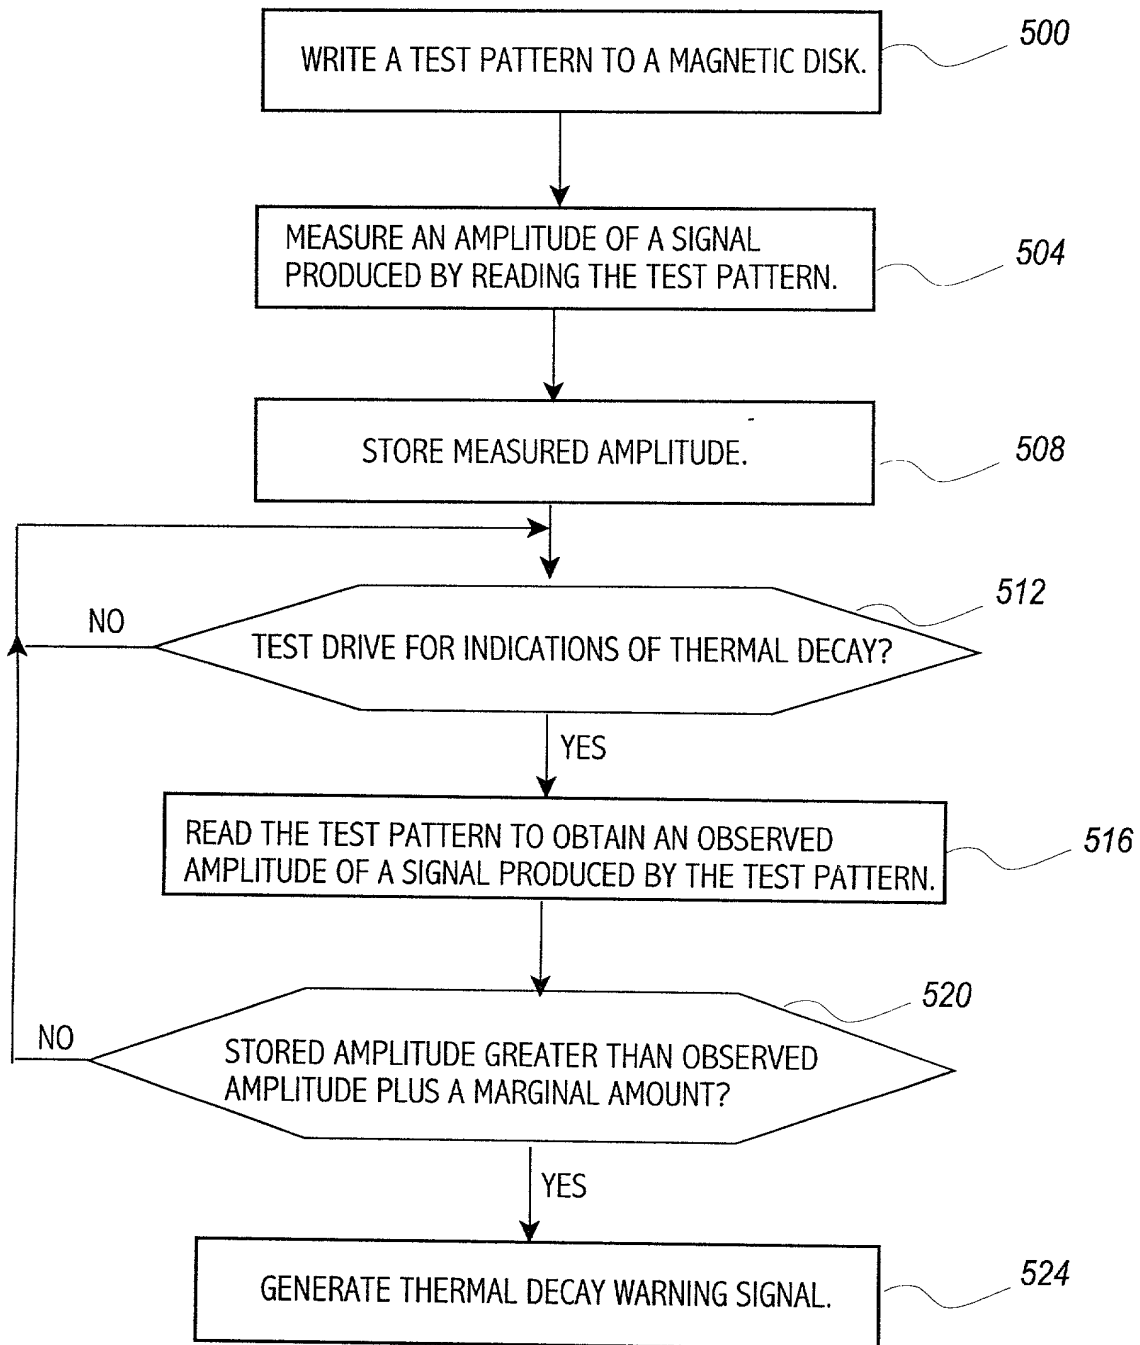 WRITE A TEST PATTERN TO A MAGNETIC DISK.
500
MEASURE AN AMPLITUDE OF A SIGNAL
PRODUCED BY READING THE TEST PATTERN.
504
STORE MEASURED AMPLITUDE.
508
512
NO
TEST DRIVE FOR INDICATIONS OF THERMAL DECAY?
YES
READ THE TEST PATTERN TO OBTAIN AN OBSERVED
AMPLITUDE OF A SIGNAL PRODUCED BY THE TEST PATTERN.
516
520
NO
STORED AMPLITUDE GREATER THAN OBSERVED
AMPLITUDE PLUS A MARGINAL AMOUNT?
YES
GENERATE THERMAL DECAY WARNING SIGNAL.
524